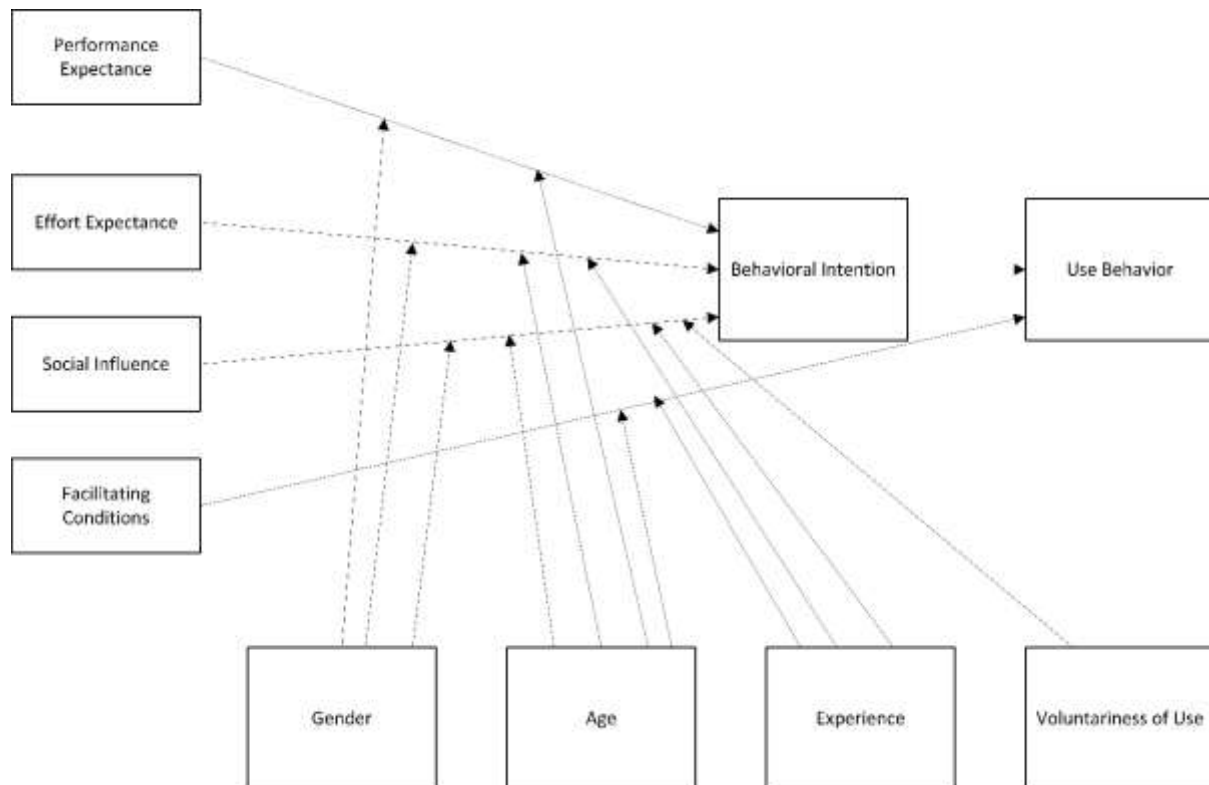 Performance
Expectance
Effort Expectance
Behavioral Intention
Use Behavior
Social Influence
Facilitating
Conditions
Gender
Age
Experience
Voluntariness of Use